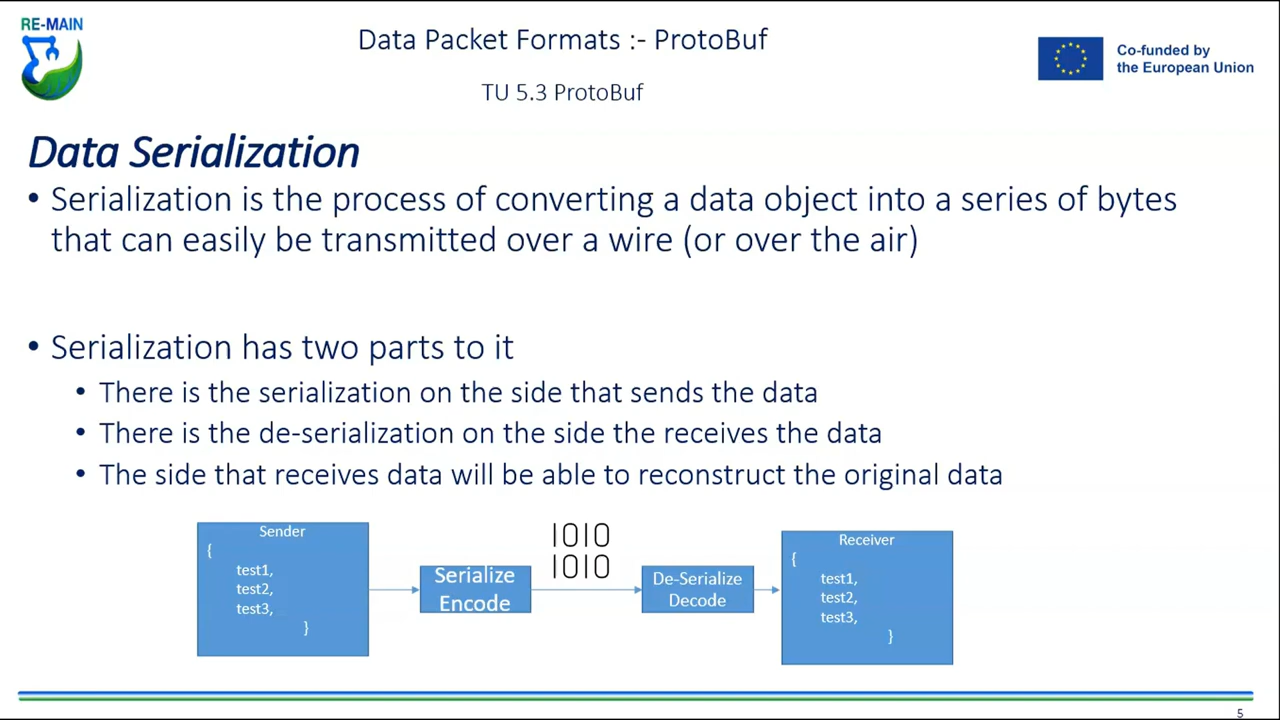 RE-MAIN
Data Packet Formats :- ProtoBuf
TU 5.3 ProtoBuf
Co-funded by
the European Union
Data Serialization
• Serialization is the process of converting a data object into a series of bytes
that can easily be transmitted over a wire (or over the air)
• Serialization has two parts to it
• There is the serialization on the side that sends the data
• There is the de-serialization on the side the receives the data
• The side that receives data will be able to reconstruct the original data
Sender
{
test1,
test2,
test3,
}
Serialize
Encode
1010
1010
De-Serialize
Decode
Receiver
{
test1,
test2,
test3,
}
5